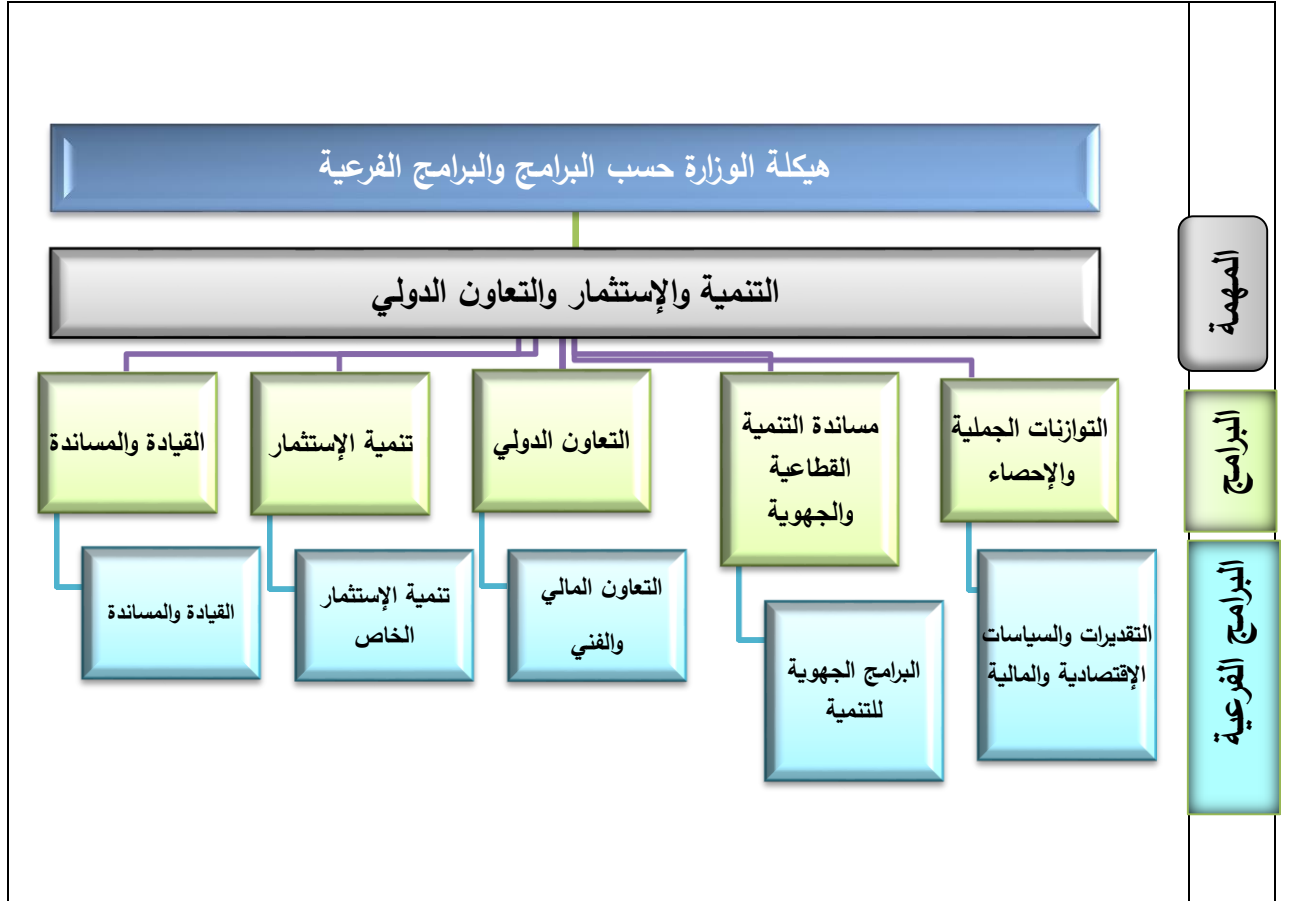 هيكلة الوزارة حسب البرامج والبرامج الفرعية
المهمة
التنمية والإستثمار والتعاون الدولي
البرامج
التوازنات الجملية
والإحصاء
مساندة التنمية
القطاعية
والجهوية
التعاون الدولي
تنمية الإستثمار
القيادة والمساندة
البرامج الفرعية
التقديرات والسياسات
الإقتصادية والمالية
البرامج الجهوية
للتنمية
التعاون المالي
والفني
تنمية الإستثمار
الخاص
القيادة والمساندة